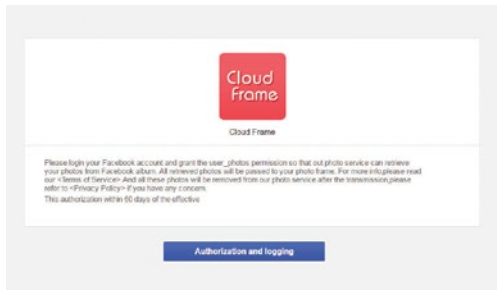 Cloud
Frame
Cloud Frame
Please login your Facebook account and grant the user_photos permission so that out photo service can retrieve
your photos from Facebook album. All retrieved photos will be passed to your photo frame. For more info,please read
our <Terms of Service> And all these photos will be removed from our photo service after the transmission,please
refer to <Privacy Policy> if you have any concern
This authorization within 60 days of the effective
Authorization and logging